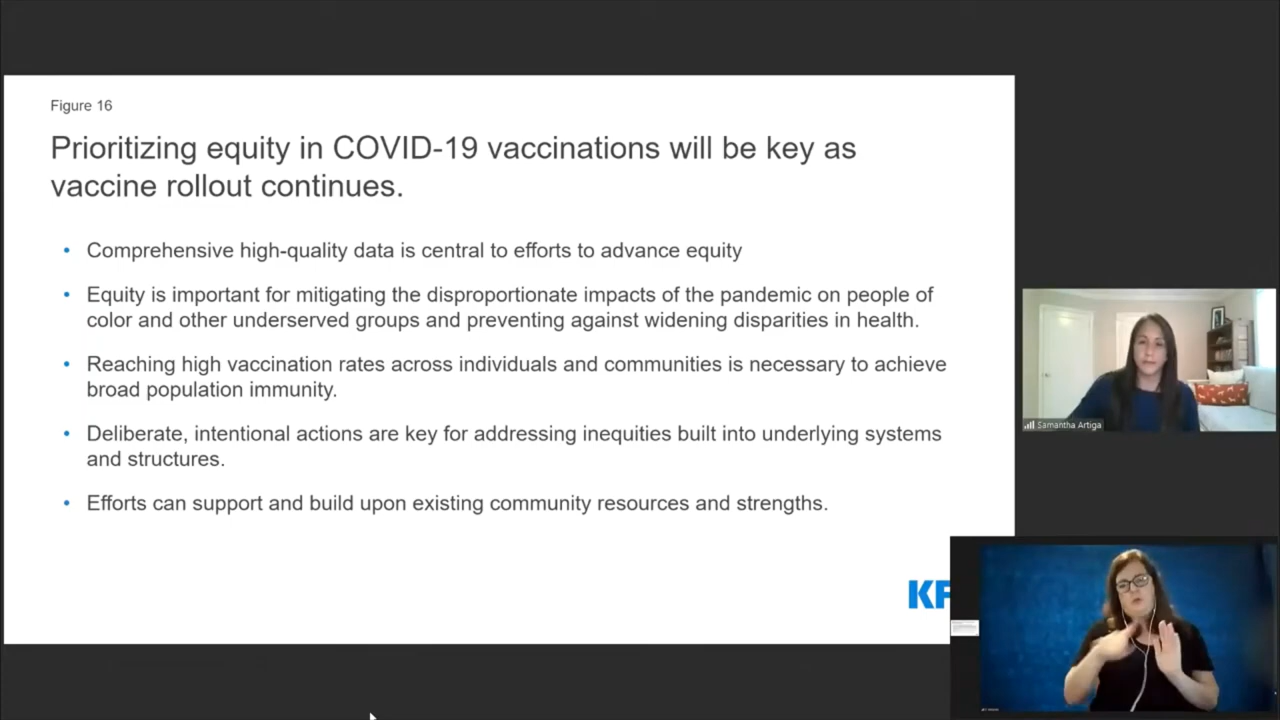 Figure 16
Prioritizing equity in COVID-19 vaccinations will be key as
vaccine rollout continues.
• Comprehensive high-quality data is central to efforts to advance equity
• Equity is important for mitigating the disproportionate impacts of the pandemic on people of
color and other underserved groups and preventing against widening disparities in health.
• Reaching high vaccination rates across individuals and communities is necessary to achieve
broad population immunity.
• Deliberate, intentional actions are key for addressing inequities built into underlying systems
and structures.
• Efforts can support and build upon existing community resources and strengths.
Samantha Artiga